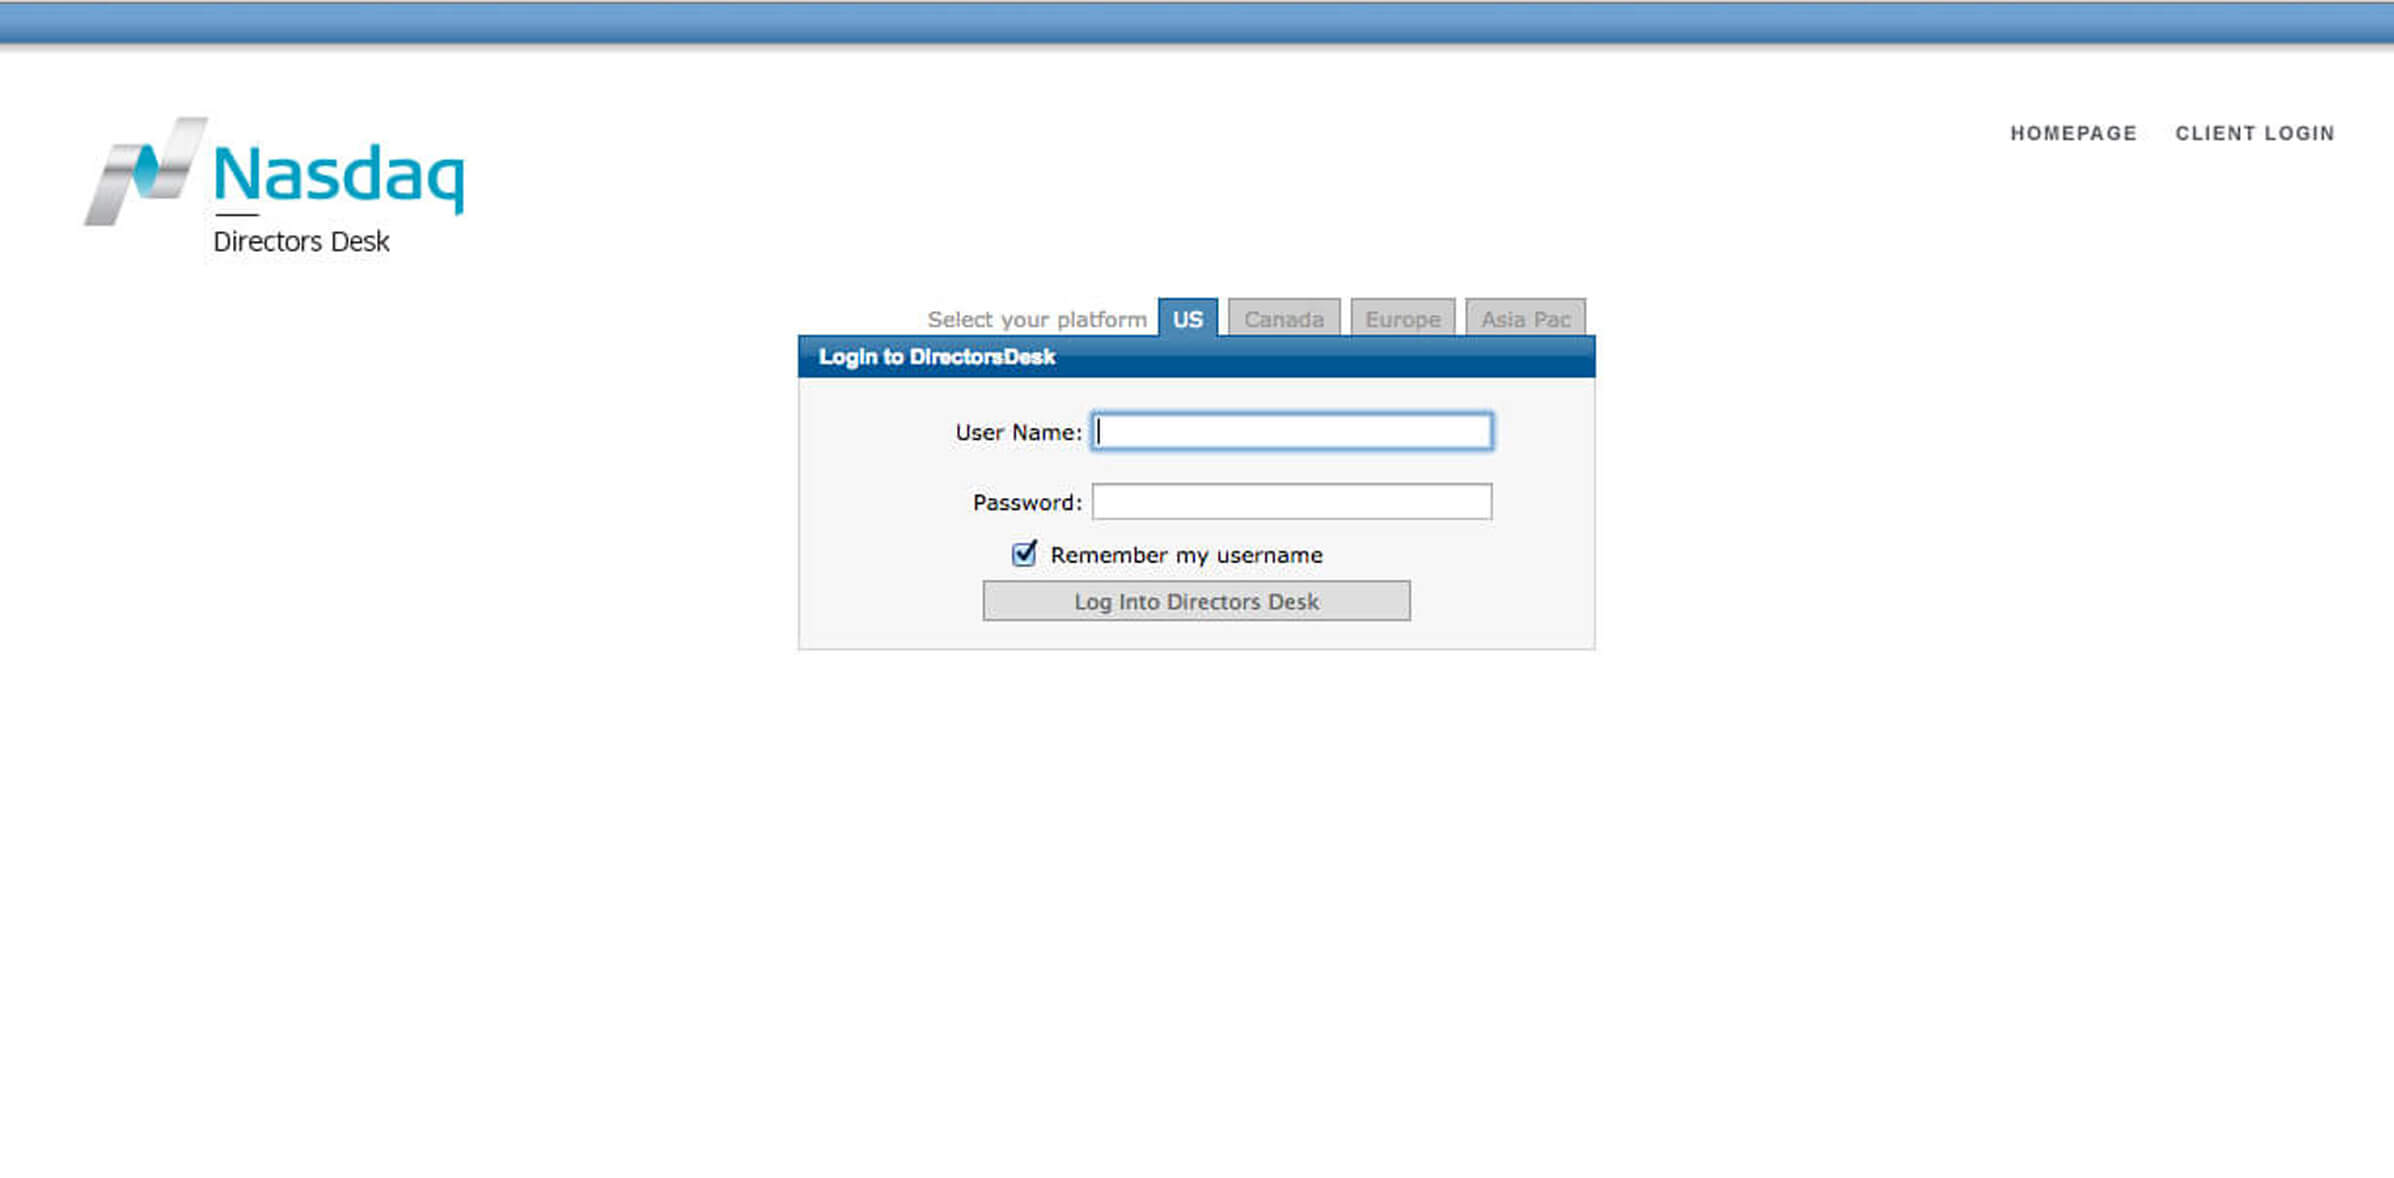 HOMEPAGE CLIENT LOGIN
Nasdaq
Directors Desk
Select your platform US Canada Europe Asia Pac
Login to DirectorsDesk
User Name:
Password:
Remember my username
Log Into Directors Desk